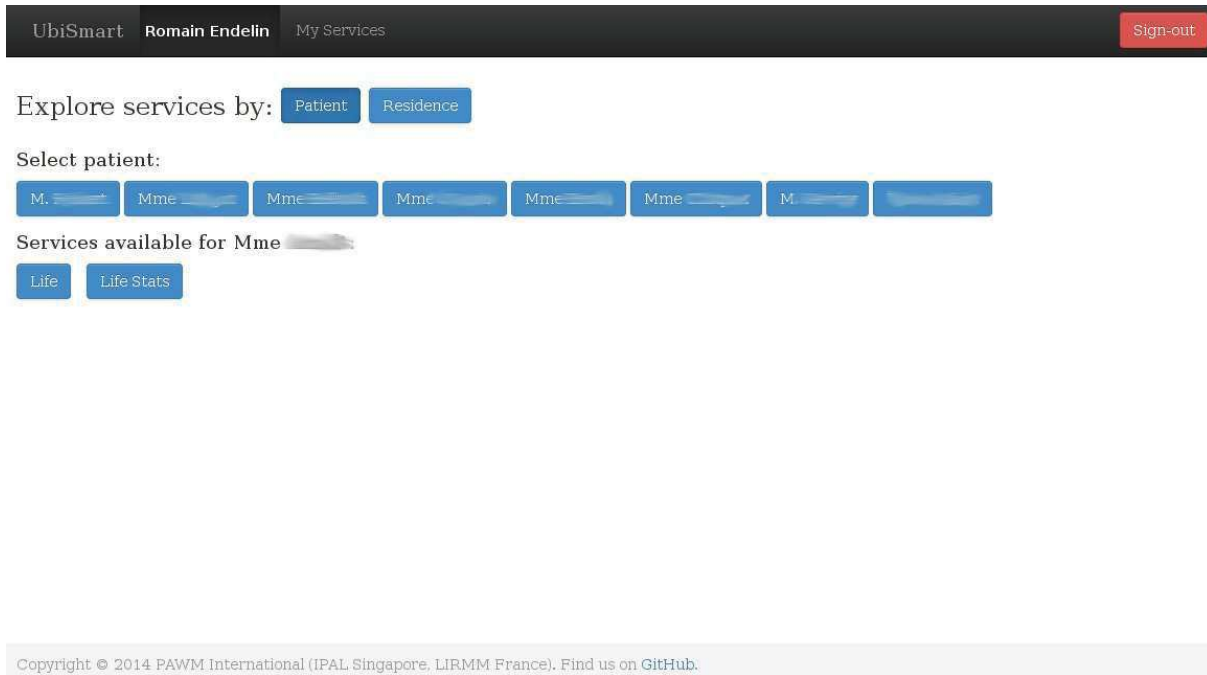 UbiSmart Romain Endelin My Services Sign-out
Explore services by: Patient Residence
Select patient:
M. Mme Mme Mme Mme Mme M.
Services available for Mme :
Life Life Stats
Copyright © 2014 PAWM International (IPAL Singapore, LIRMM France). Find us on GitHub.